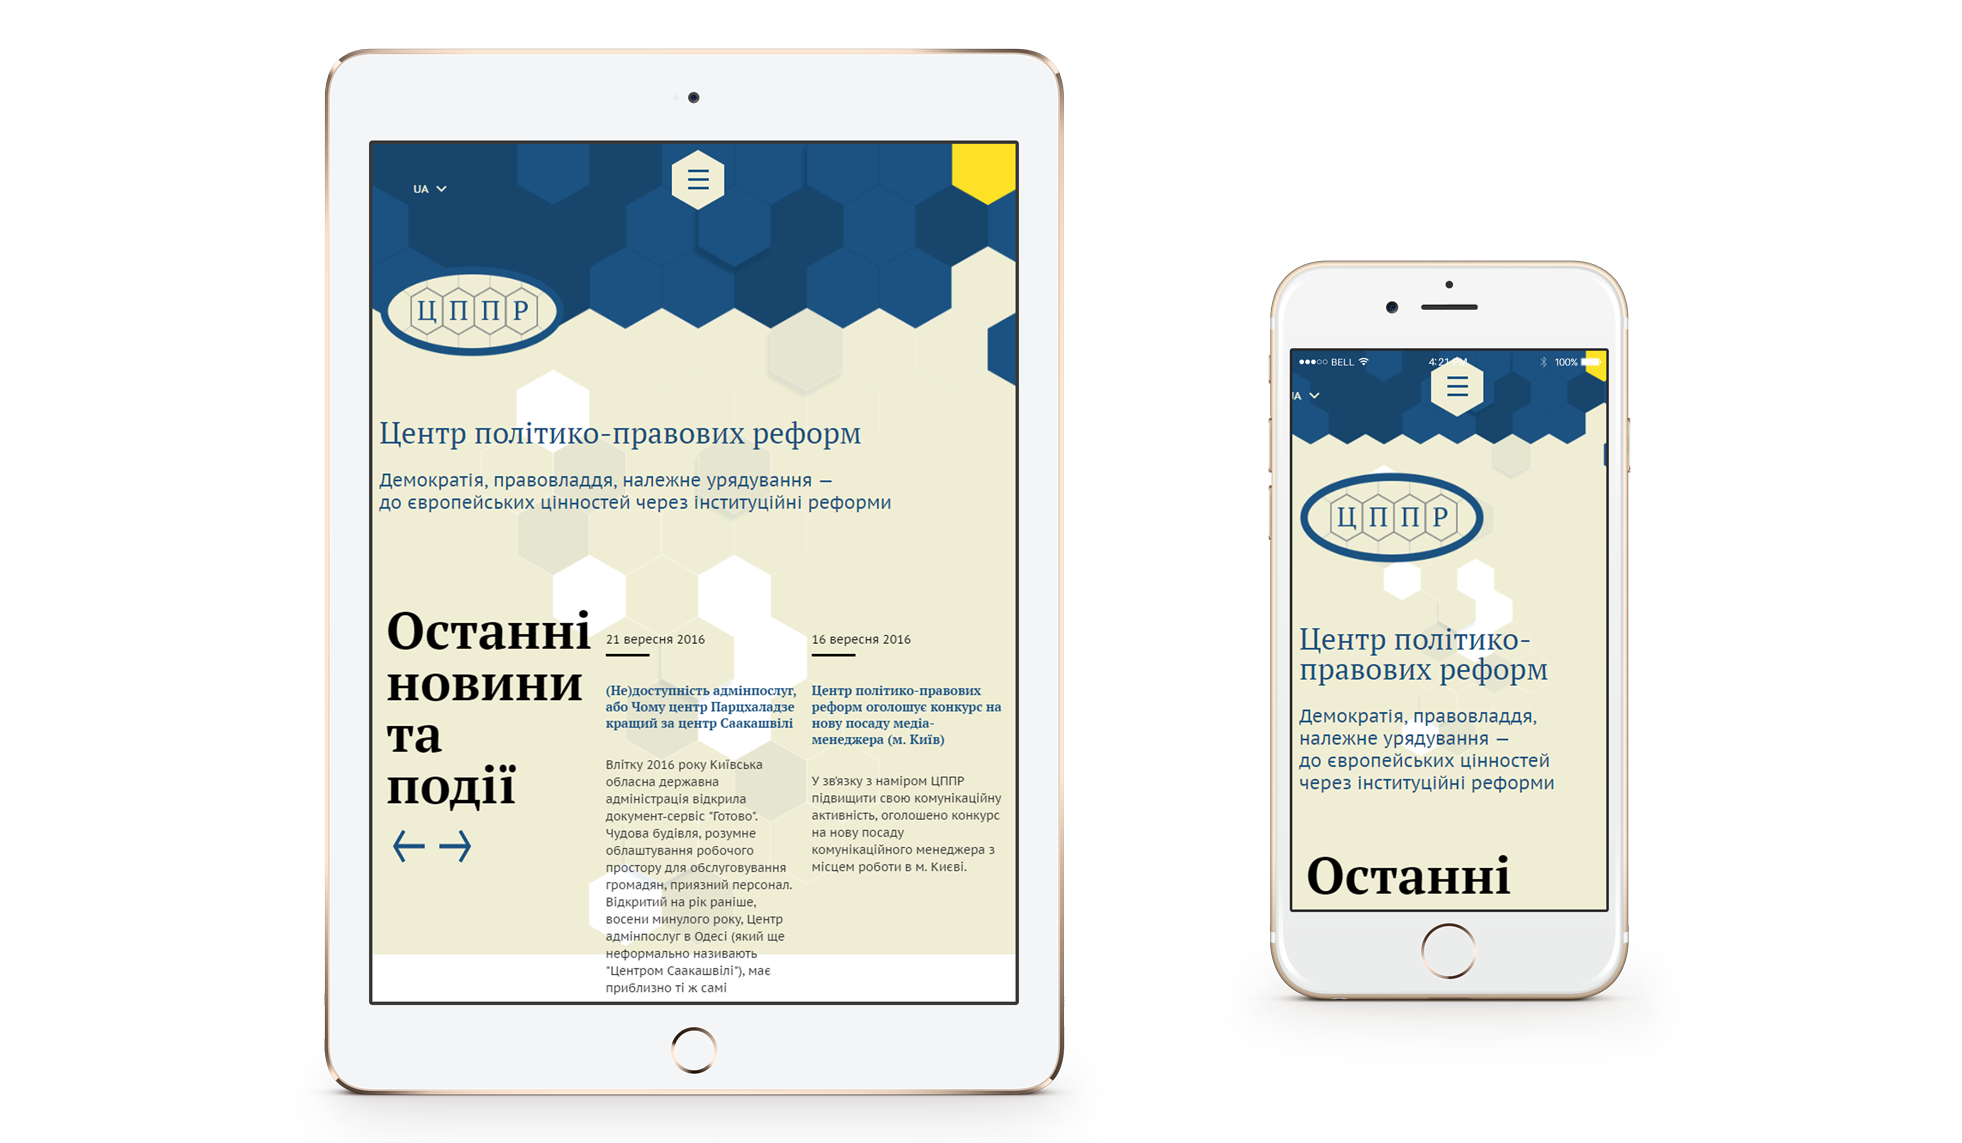 UA
ЦППР
Центр політико-правових реформ
Демократія, правовладдя, належне урядування —
до європейських цінностей через інституційні реформи
Останні
новини
та
події
21 вересня 2016
(Не)доступність адмінпослуг,
або Чому центр Парцхаладзе
кращий за центр Саакашвілі
Влітку 2016 року Київська
обласна державна
адміністрація відкрила
документ-сервіс "Готово".
Чудова будівля, розумне
облаштування робочого
простору для обслуговування
громадян, приязний персонал.
Відкритий на рік раніше,
восени минулого року, Центр
адмінпослуг в Одесі (який ще
неформально називають
"Центром Саакашвілі"), має
приблизно ті ж самі
16 вересня 2016
Центр політико-правових
реформ оголошує конкурс на
нову посаду медіа-
менеджера (м. Київ)
У зв'язку з наміром ЦППР
підвищити свою комунікаційну
активність, оголошено конкурс
на нову посаду
комунікаційного менеджера з
місцем роботи в м. Києві.
BELL
100%
ЦППР
Центр політико-
правових реформ
Демократія, правовладдя,
належне урядування —
до європейських цінностей
через інституційні реформи
Останні